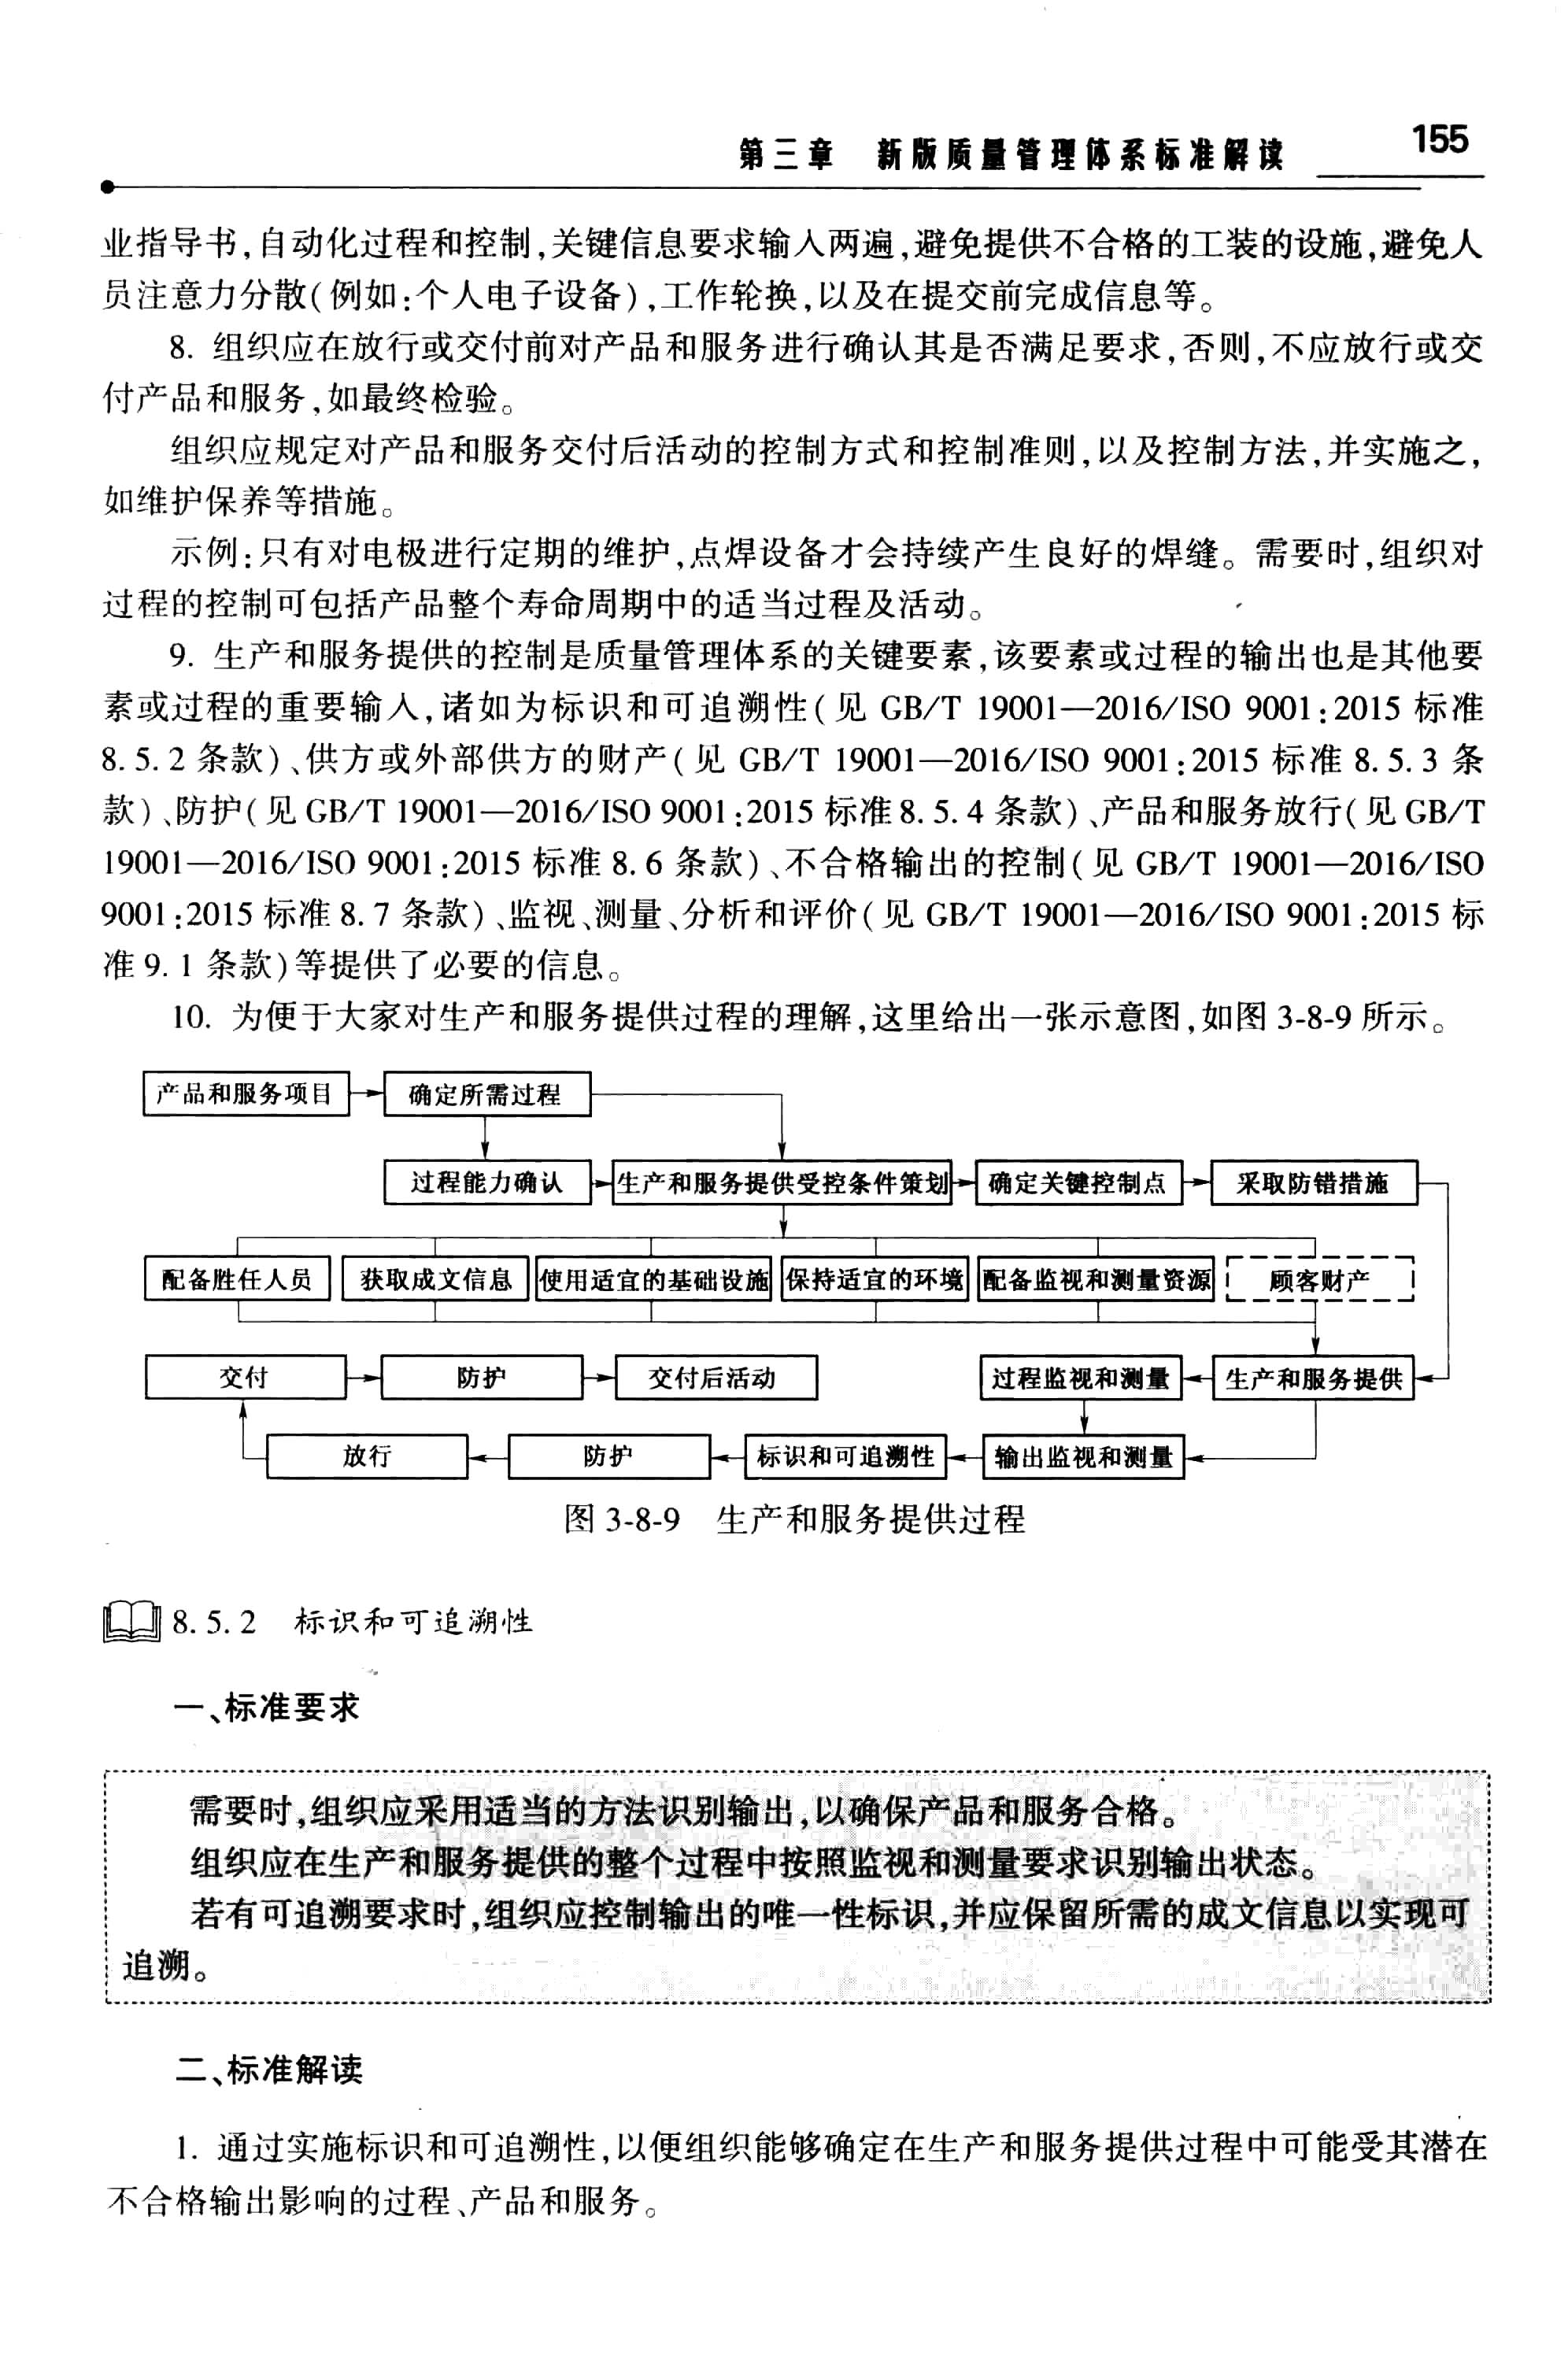 第三章 新版质量管理体系标准解读 155
业指导书,自动化过程和控制,关键信息要求输入两遍,避免提供不合格的工装的设施,避免人
员注意力分散(例如:个人电子设备),工作轮换,以及在提交前完成信息等。
8. 组织应在放行或交付前对产品和服务进行确认其是否满足要求,否则,不应放行或交
付产品和服务,如最终检验。
组织应规定对产品和服务交付后活动的控制方式和控制准则,以及控制方法,并实施之,
如维护保养等措施。
示例:只有对电极进行定期的维护,点焊设备才会持续产生良好的焊缝。需要时,组织对
过程的控制可包括产品整个寿命周期中的适当过程及活动。
9. 生产和服务提供的控制是质量管理体系的关键要素,该要素或过程的输出也是其他要
素或过程的重要输入,诸如为标识和可追溯性(见 GB/T 19001—2016/ISO 9001:2015 标准
8.5.2 条款)、供方或外部供方的财产(见 GB/T 19001—2016/ISO 9001:2015 标准 8.5.3 条
款)、防护(见 GB/T 19001—2016/ISO 9001:2015 标准 8.5.4 条款)、产品和服务放行(见 GB/T
19001—2016/ISO 9001:2015 标准 8.6 条款)、不合格输出的控制(见 GB/T 19001—2016/ISO
9001:2015 标准 8.7 条款)、监视、测量、分析和评价(见 GB/T 19001—2016/ISO 9001:2015 标
准 9.1 条款)等提供了必要的信息。
10. 为便于大家对生产和服务提供过程的理解,这里给出一张示意图,如图 3-8-9 所示。
产品和服务项目 确定所需过程
过程能力确认 生产和服务提供受控条件策划 确定关键控制点 采取防错措施
配备胜任人员 获取成文信息 使用适宜的基础设施 保持适宜的环境 配备监视和测量资源 顾客财产
交付 防护 交付后活动 过程监视和测量 生产和服务提供
放行 防护 标识和可追溯性 输出监视和测量
图 3-8-9 生产和服务提供过程
8.5.2 标识和可追溯性
一、标准要求
需要时,组织应采用适当的方法识别输出,以确保产品和服务合格。
组织应在生产和服务提供的整个过程中按照监视和测量要求识别输出状态。
若有可追溯要求时,组织应控制输出的唯一性标识,并应保留所需的成文信息以实现可
追溯。
二、标准解读
1. 通过实施标识和可追溯性,以便组织能够确定在生产和服务提供过程中可能受其潜在
不合格输出影响的过程、产品和服务。